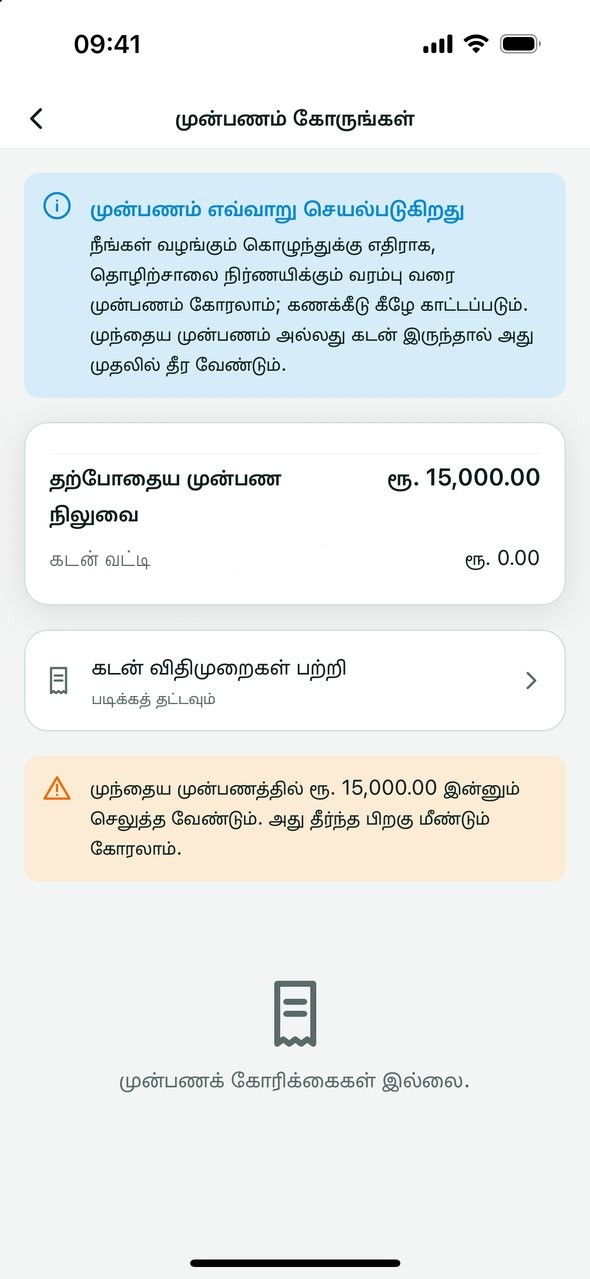 09:41
முன்பணம் கோருங்கள்
முன்பணம் எவ்வாறு செயல்படுகிறது
நீங்கள் வழங்கும் கொழுந்துக்கு எதிராக,
தொழிற்சாலை நிர்ணயிக்கும் வரம்பு வரை
முன்பணம் கோரலாம்; கணக்கீடு கீழே காட்டப்படும்.
முந்தைய முன்பணம் அல்லது கடன் இருந்தால் அது
முதலில் தீர வேண்டும்.
தற்போதைய முன்பண ரூ. 15,000.00
நிலுவை
கடன் வட்டி ரூ. 0.00
கடன் விதிமுறைகள் பற்றி
படிக்கத் தட்டவும்
முந்தைய முன்பணத்தில் ரூ. 15,000.00 இன்னும்
செலுத்த வேண்டும். அது தீர்ந்த பிறகு மீண்டும்
கோரலாம்.
முன்பணக் கோரிக்கைகள் இல்லை.